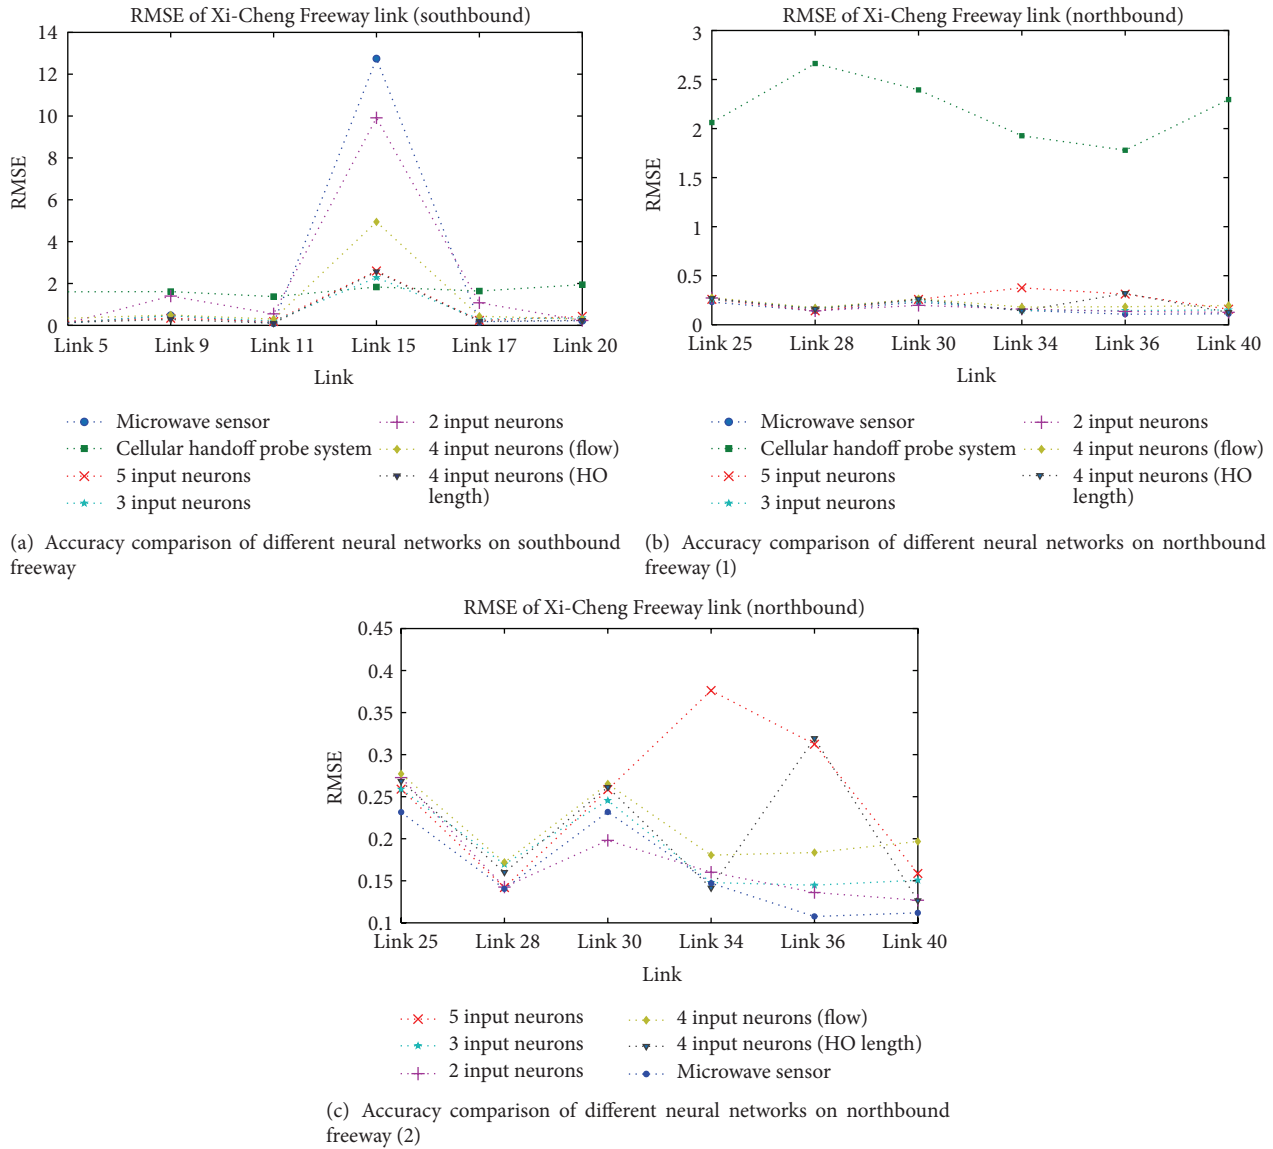 RMSE of Xi-Cheng Freeway link (southbound)
14
12
10
8
6
4
2
0
RMSE
Link 5
Link 9
Link 11
Link 15
Link 17
Link 20
Link
Microwave sensor
Cellular handoff probe system
5 input neurons
3 input neurons
2 input neurons
4 input neurons (flow)
4 input neurons (HO
length)
(a) Accuracy comparison of different neural networks on southbound
freeway
RMSE of Xi-Cheng Freeway link (northbound)
3
2.5
2
1.5
1
0.5
0
RMSE
Link 25
Link 28
Link 30
Link 34
Link 36
Link 40
Link
Microwave sensor
Cellular handoff probe system
5 input neurons
3 input neurons
2 input neurons
4 input neurons (flow)
4 input neurons (HO
length)
(b) Accuracy comparison of different neural networks on northbound
freeway (1)
RMSE of Xi-Cheng Freeway link (northbound)
0.45
0.4
0.35
0.3
0.25
0.2
0.15
0.1
RMSE
Link 25
Link 28
Link 30
Link 34
Link 36
Link 40
Link
5 input neurons
3 input neurons
2 input neurons
4 input neurons (flow)
4 input neurons (HO length)
Microwave sensor
(c) Accuracy comparison of different neural networks on northbound
freeway (2)